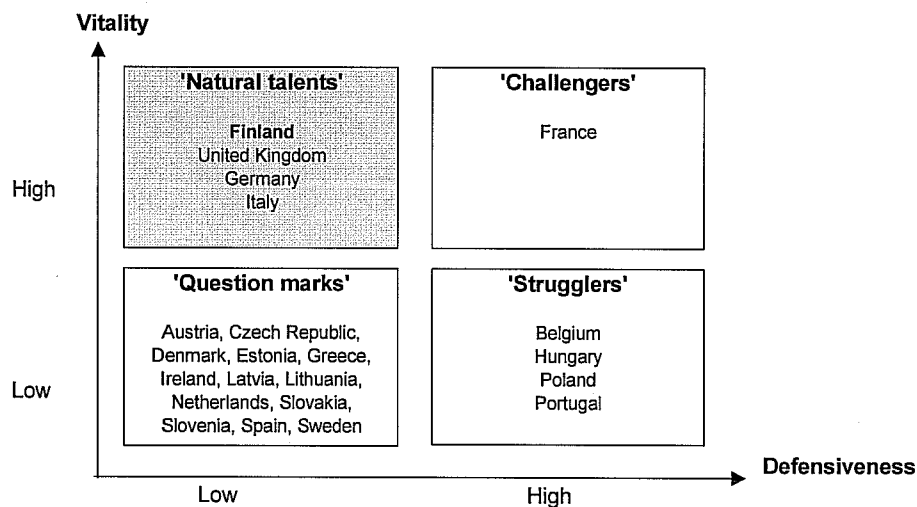 Vitality
'Natural talents'
Finland
United Kingdom
Germany
Italy
'Challengers'
France
High
'Question marks'
Austria, Czech Republic,
Denmark, Estonia, Greece,
Ireland, Latvia, Lithuania,
Netherlands, Slovakia,
Slovenia, Spain, Sweden
'Strugglers'
Belgium
Hungary
Poland
Portugal
Low
Defensiveness
Low
High